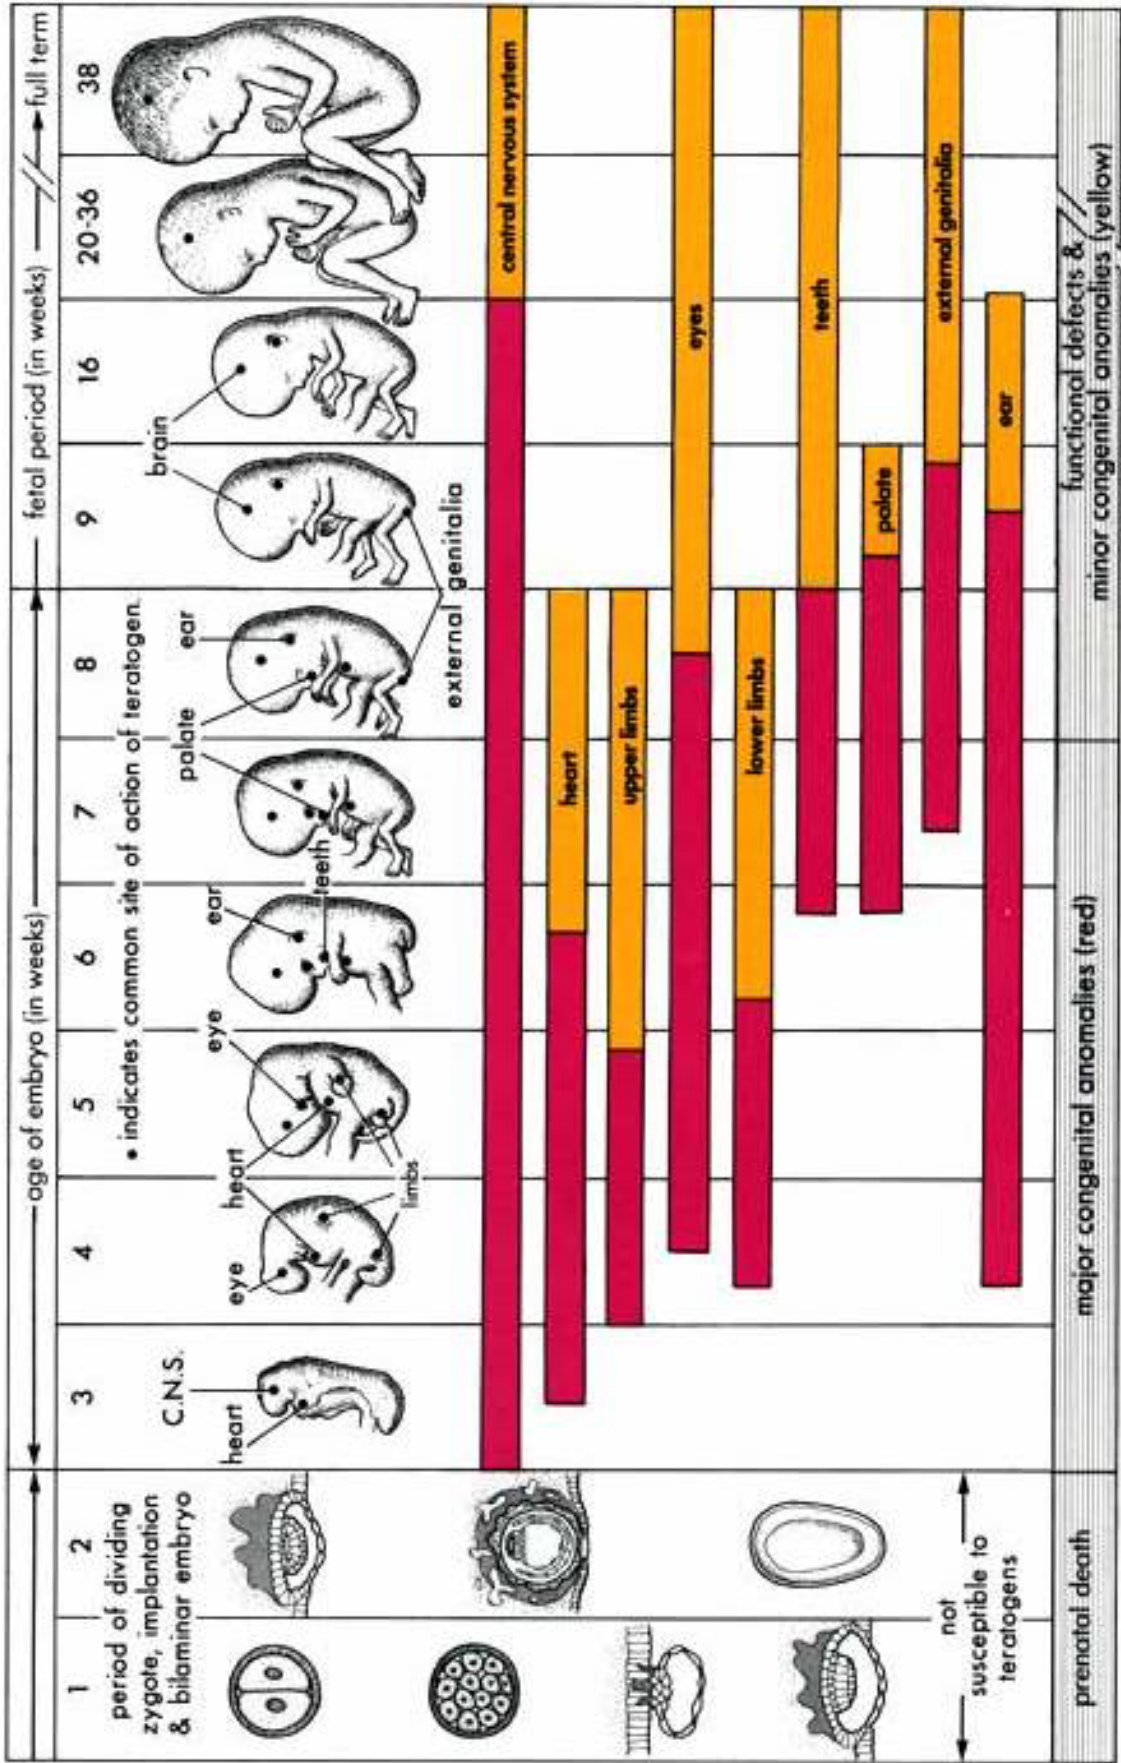 age of embryo (in weeks)
fetal period (in weeks)
full term
1
2
3
4
5
6
7
8
9
16
20-36
38
period of dividing
zygote, implantation
& bilaminar embryo
• indicates common site of action of teratogen.
C.N.S.
heart
eye
heart
limbs
eye
ear
teeth
palate
ear
brain
external genitalia
central nervous system
heart
upper limbs
eyes
lower limbs
teeth
palate
external genitalia
ear
not
susceptible to
teratogens
prenatal death
major congenital anomalies (red)
functional defects &
minor congenital anomalies (yellow)